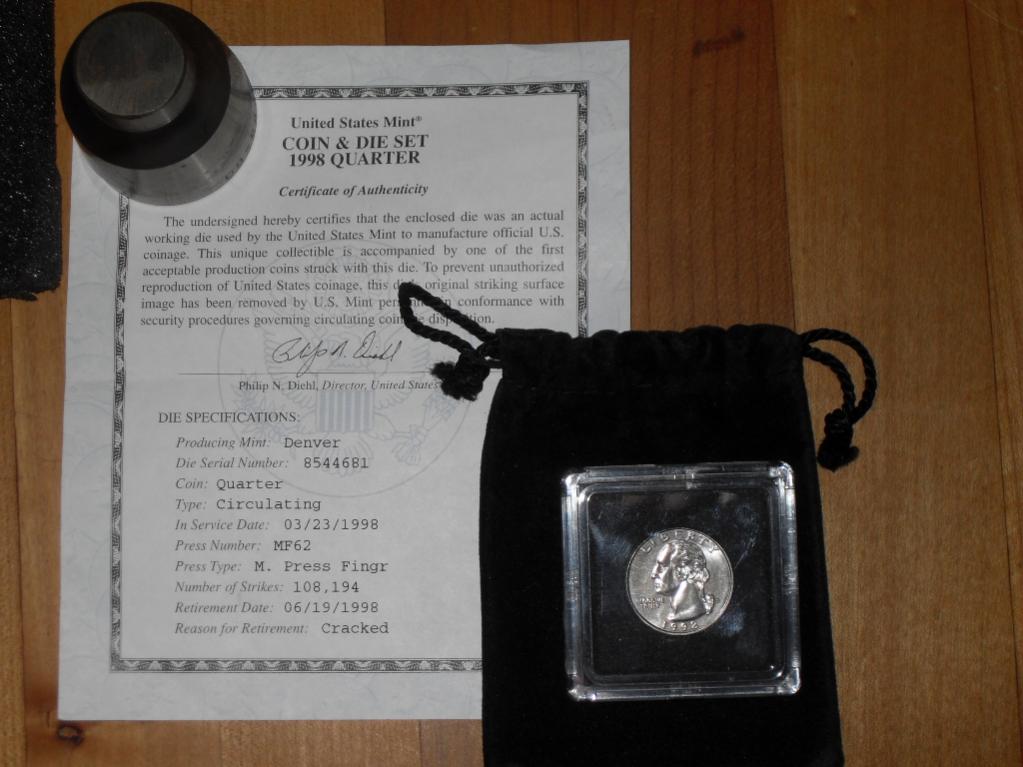 United States Mint®
COIN & DIE SET
1998 QUARTER
Certificate of Authenticity
The undersigned hereby certifies that the enclosed die was an actual
working die used by the United States Mint to manufacture official U.S.
coinage. This unique collectible is accompanied by one of the first
acceptable production coins struck with this die. To prevent unauthorized
reproduction of United States coinage, this original striking surface
image has been removed by U.S. Mint in conformance with
security procedures governing circulating
Philip N. Diehl
Philip N. Diehl, Director, United States
DIE SPECIFICATIONS:
Producing Mint: Denver
Die Serial Number: 8544681
Coin: Quarter
Type: Circulating
In Service Date: 03/23/1998
Press Number: MF62
Press Type: M. Press Fingr
Number of Strikes: 108,194
Retirement Date: 06/19/1998
Reason for Retirement: Cracked
LIBERTY
1998